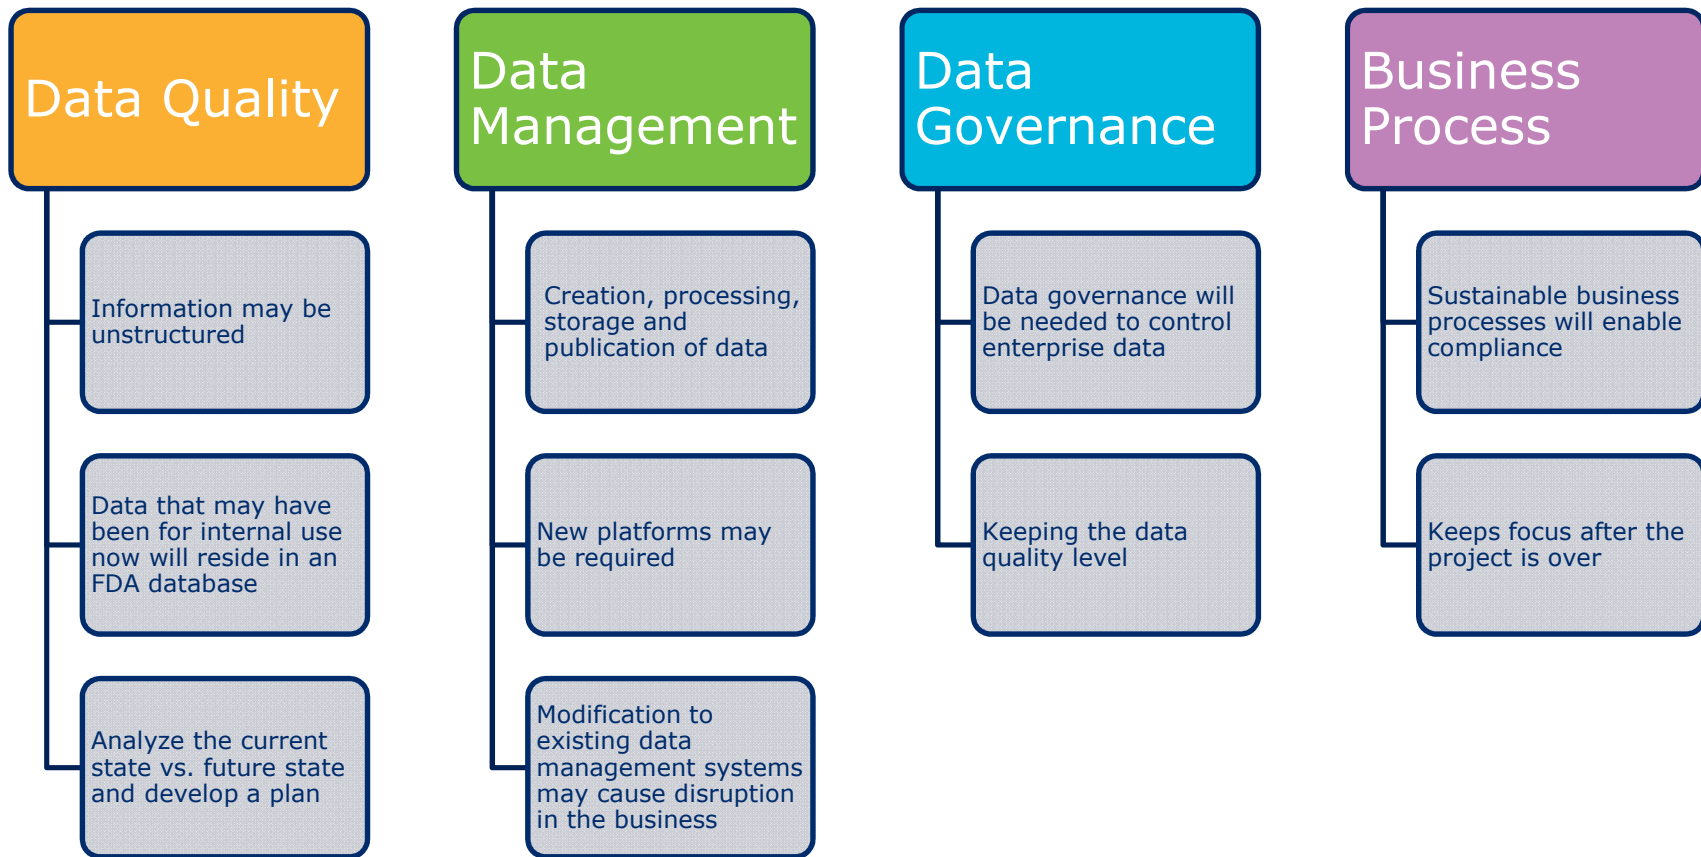 Data Quality
Information may be
unstructured
Data that may have
been for internal use
now will reside in an
FDA database
Analyze the current
state vs. future state
and develop a plan
Data
Management
Creation, processing,
storage and
publication of data
New platforms may
be required
Modification to
existing data
management systems
may cause disruption
in the business
Data
Governance
Data governance will
be needed to control
enterprise data
Keeping the data
quality level
Business
Process
Sustainable business
processes will enable
compliance
Keeps focus after the
project is over